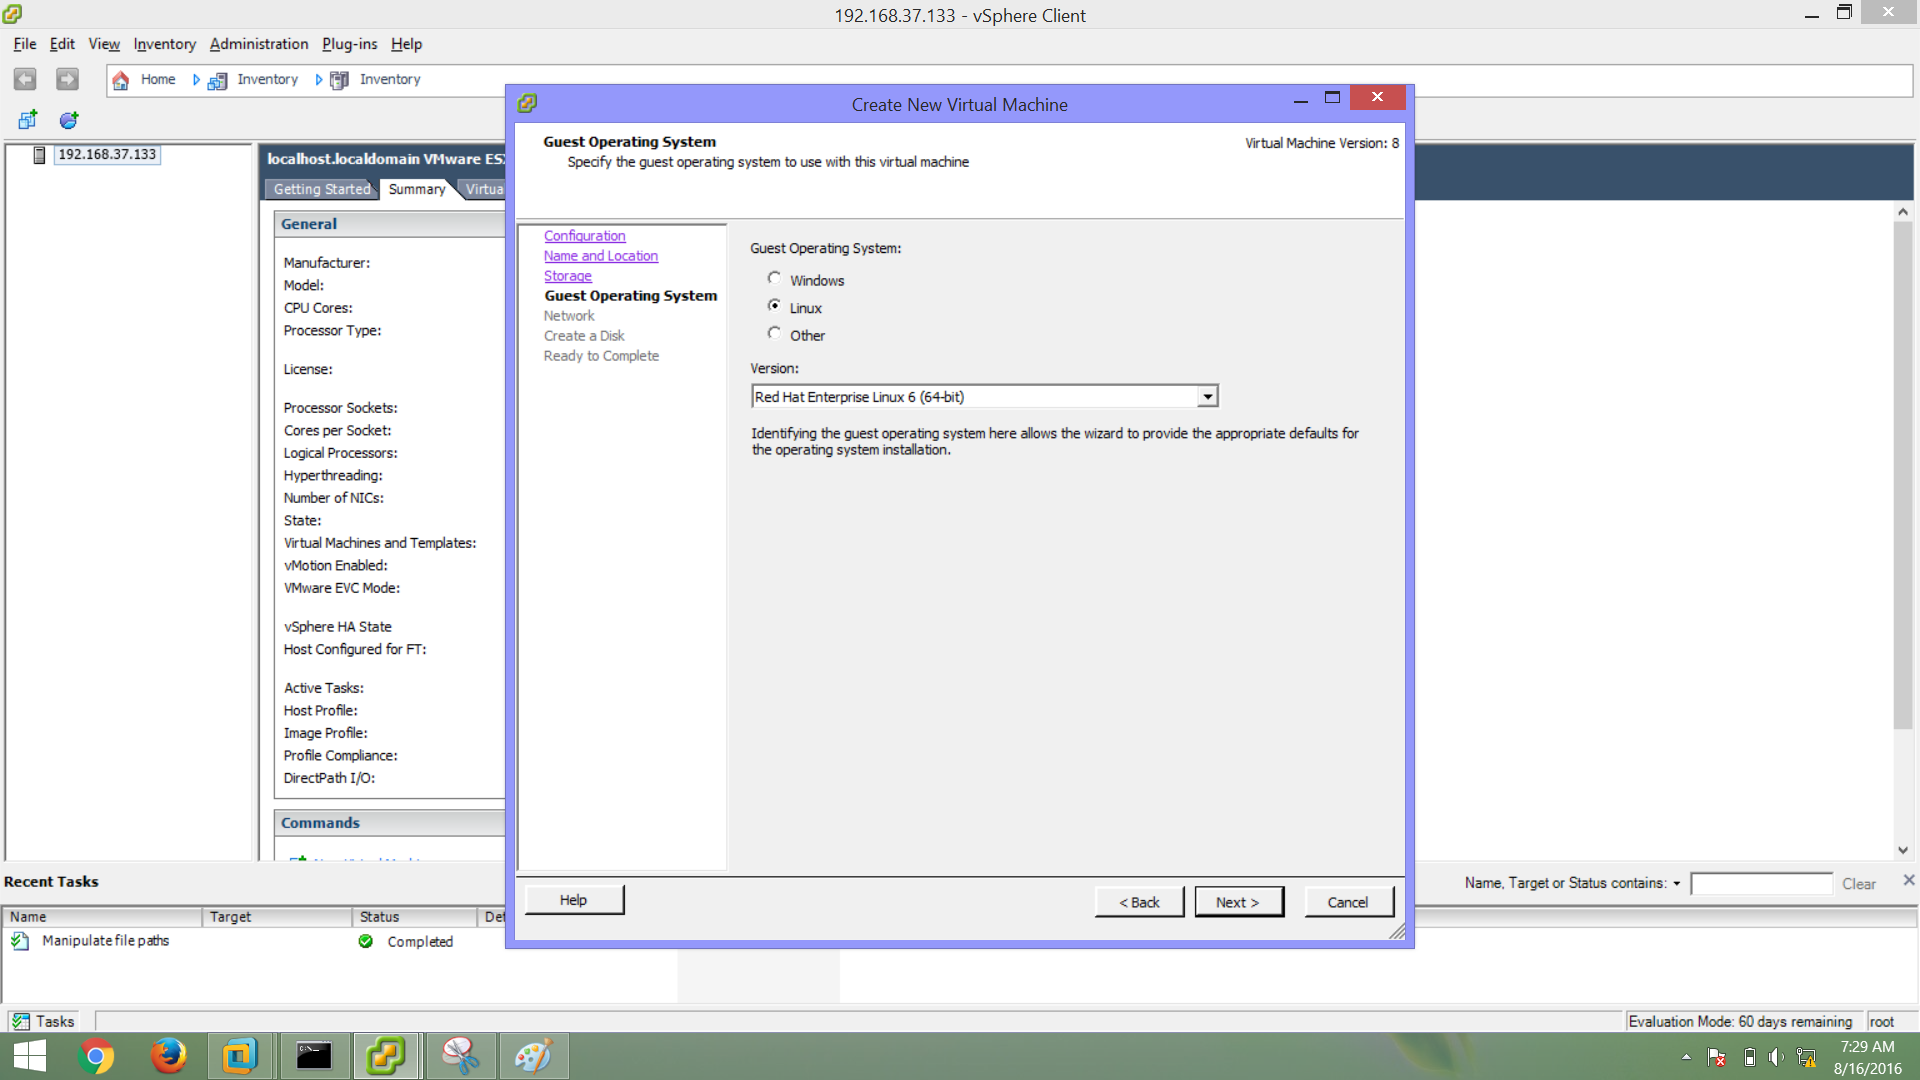 192.168.37.133 - vSphere Client
File Edit View Inventory Administration Plug-ins Help
Home Inventory Inventory
192.168.37.133
localhost.localdomain VMware
Getting Started Summary
General
Manufacturer:
Model:
CPU Cores:
Processor Type:
License:
Processor Sockets:
Cores per Socket:
Logical Processors:
Hyperthreading:
Number of NICs:
State:
Virtual Machines and Templates:
vMotion Enabled:
VMware EVC Mode:
vSphere HA State
Host Configured for FT:
Active Tasks:
Host Profile:
Image Profile:
Profile Compliance:
DirectPath I/O:
Commands
Create New Virtual Machine
Guest Operating System
Specify the guest operating system to use with this virtual machine
Virtual Machine Version: 8
Configuration
Name and Location
Storage
Guest Operating System
Network
Create a Disk
Ready to Complete
Guest Operating System:
Windows
Linux
Other
Version:
Red Hat Enterprise Linux 6 (64-bit)
Identifying the guest operating system here allows the wizard to provide the appropriate defaults for
the operating system installation.
Help
< Back
Next >
Cancel
Recent Tasks
Name, Target or Status contains:
Clear
Name Target Status
Manipulate file paths Completed
Tasks
Evaluation Mode: 60 days remaining
root
7:29 AM
8/16/2016